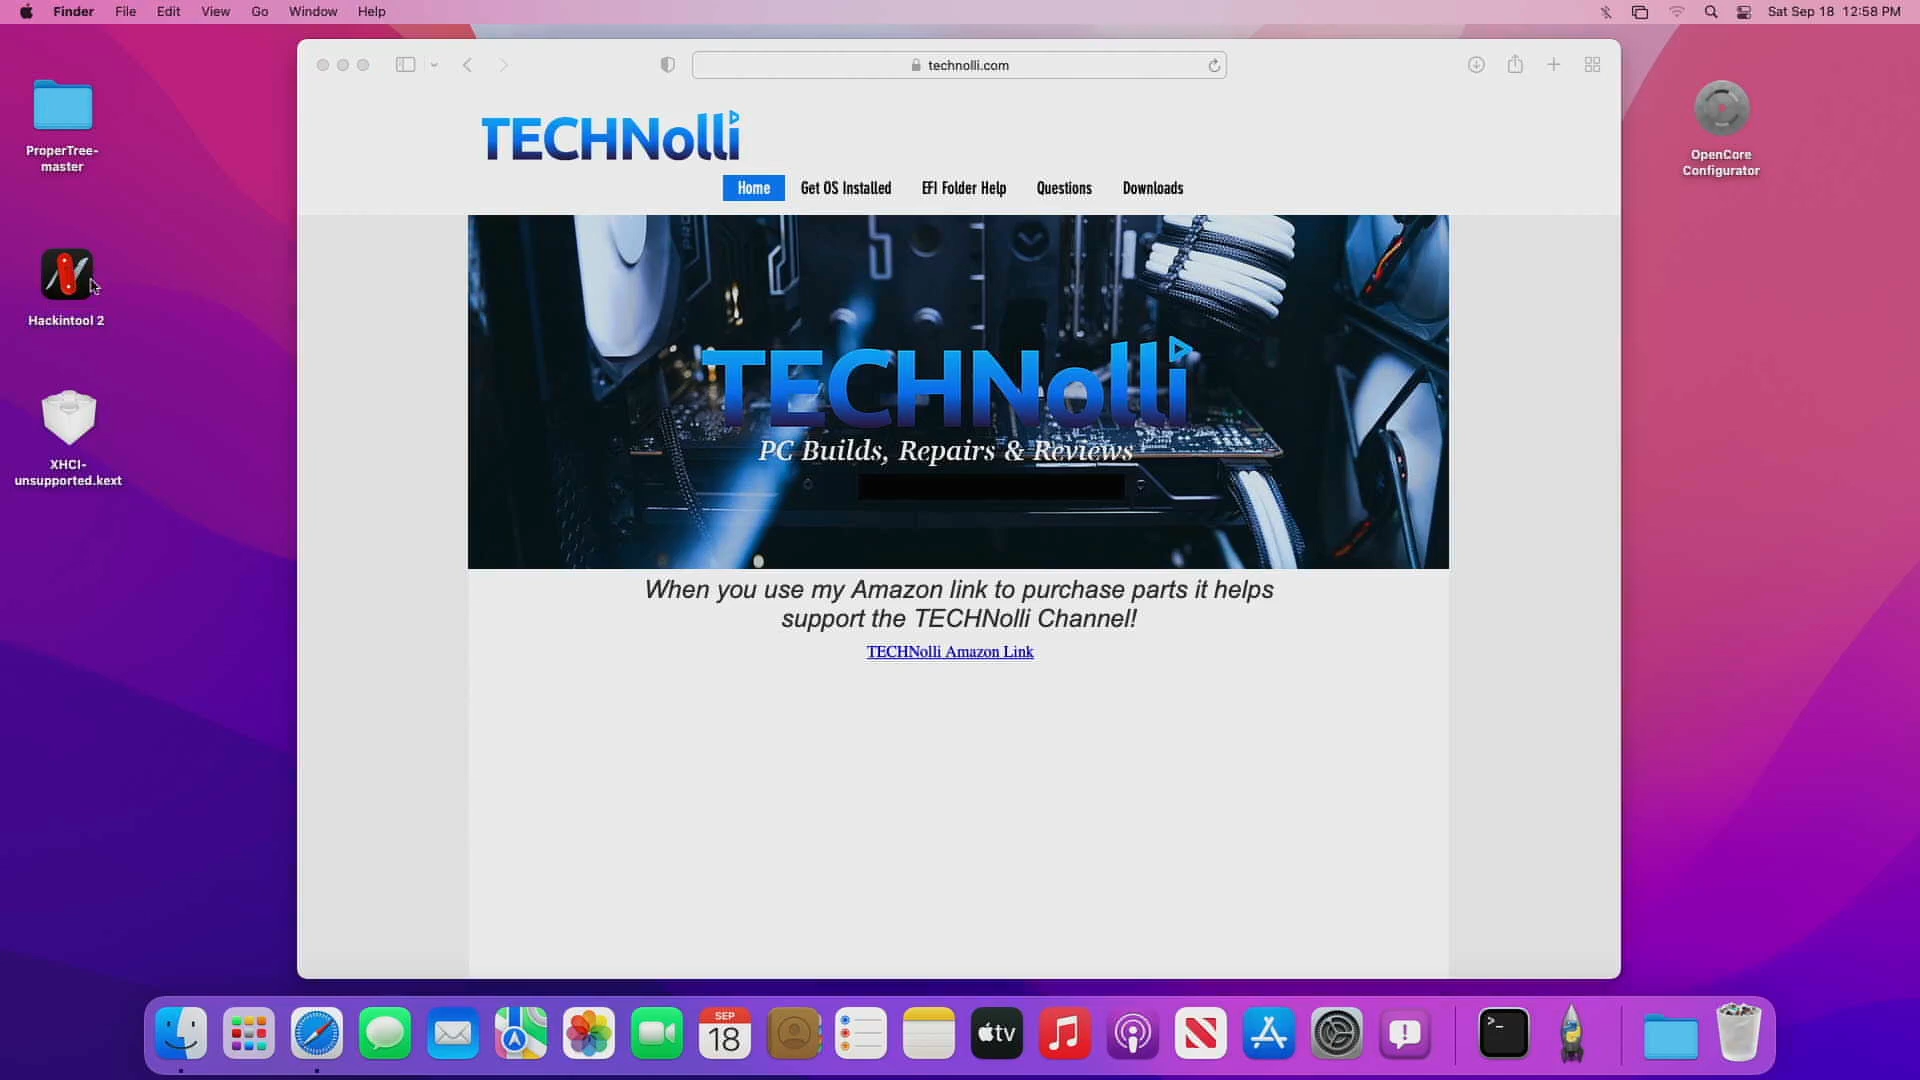 Finder File Edit View Go Window Help
Sat Sep 18 12:58 PM
technolli.com
ProperTree-
master
Hackintool 2
XHCI-
unsupported.kext
OpenCore
Configurator
TECHNolli
Home Get OS Installed EFI Folder Help Questions Downloads
TECHNolli
PC Builds, Repairs & Reviews
When you use my Amazon link to purchase parts it helps
support the TECHNolli Channel!
TECHNolli Amazon Link
SEP
18
tv
>_